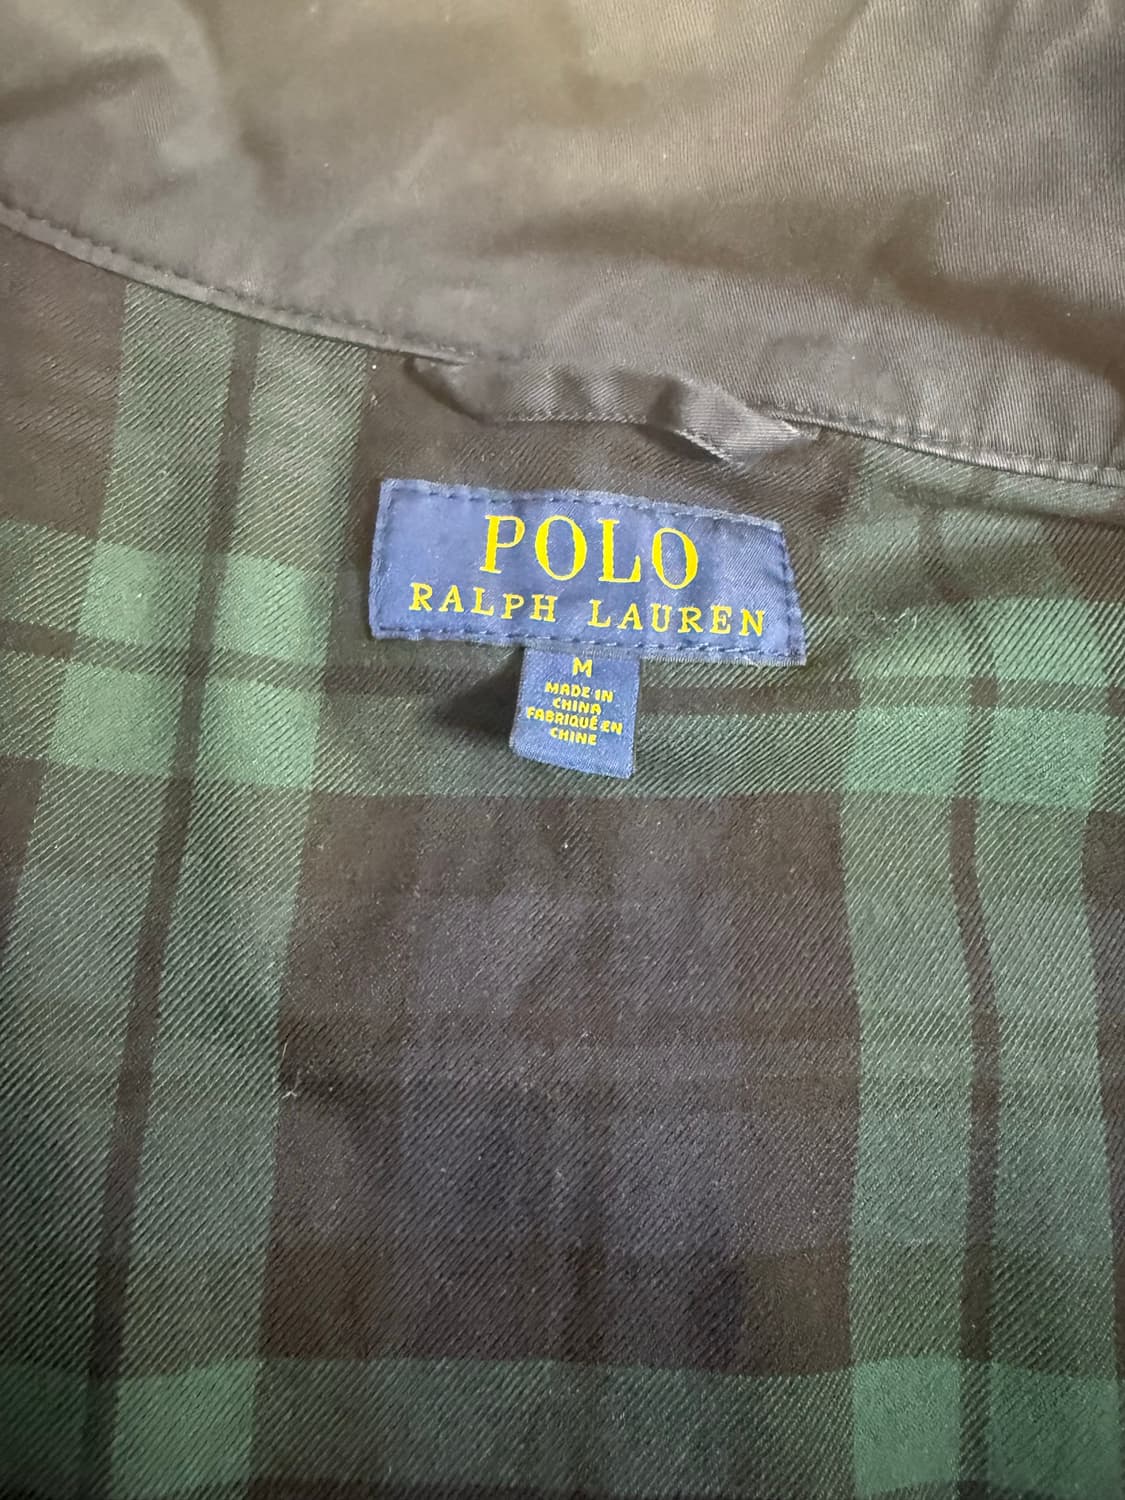 POLO
RALPH LAUREN
M
MADE IN
CHINA
FABRIQUÉ EN
CHINE